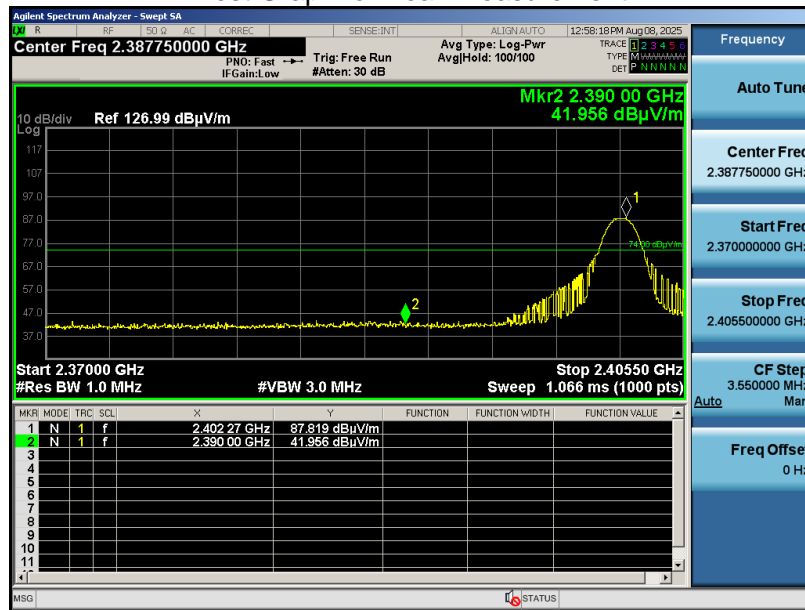 Agilent Spectrum Analyzer - Swept SA
R RF 50 Ω AC CORREC SENSE:INT ALIGN AUTO 12:58:18 PM Aug 08, 2025
Center Freq 2.387750000 GHz
PNO: Fast
IFGain:Low
Trig: Free Run
#Atten: 30 dB
Avg Type: Log-Pwr
Avg|Hold: 100/100
TRACE 1 2 3 4 5 6
TYPE M
DET P N N N N N
Mkr2 2.390 00 GHz
41.956 dBµV/m
10 dB/div Ref 126.99 dBµV/m
Log
117
107
97.0
87.0
77.0
67.0
57.0
47.0
37.0
1
2
74.00 dBµV/m
Start 2.37000 GHz Stop 2.40550 GHz
#Res BW 1.0 MHz #VBW 3.0 MHz Sweep 1.066 ms (1000 pts)
MKR MODE TRC SCL X Y FUNCTION FUNCTION WIDTH FUNCTION VALUE
1 N 1 f 2.402 27 GHz 87.819 dBµV/m
2 N 1 f 2.390 00 GHz 41.956 dBµV/m
3
4
5
6
7
8
9
10
11
MSG STATUS
Frequency
Auto Tune
Center Freq
2.387750000 GHz
Start Freq
2.370000000 GHz
Stop Freq
2.405500000 GHz
CF Step
3.550000 MHz
Auto Man
Freq Offset
0 Hz